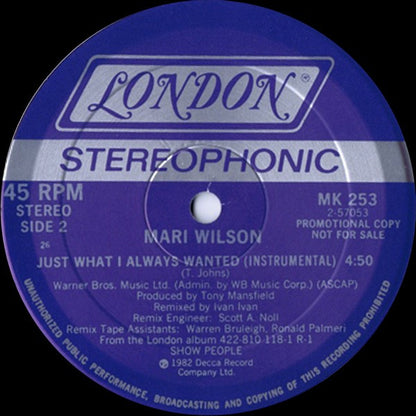 LONDON®
STEREOPHONIC
45 RPM
STEREO
SIDE 2
26
MK 253
2-57053
PROMOTIONAL COPY
NOT FOR SALE
MARI WILSON
JUST WHAT I ALWAYS WANTED (INSTRUMENTAL) 4:50
(T. Johns)
Warner Bros. Music Ltd. (Admin. by WB Music Corp.) (ASCAP)
Produced by Tony Mansfield
Remixed by Ivan Ivan
Remix Engineer: Scott A. Noll
Remix Tape Assistants: Warren Bruleigh, Ronald Palmeri
From the London album 422-810 118-1 R-1
SHOW PEOPLE
℗ 1982 Decca Record
Company Ltd.
UNAUTHORIZED PUBLIC PERFORMANCE, BROADCASTING AND COPYING OF THIS RECORDING PROHIBITED